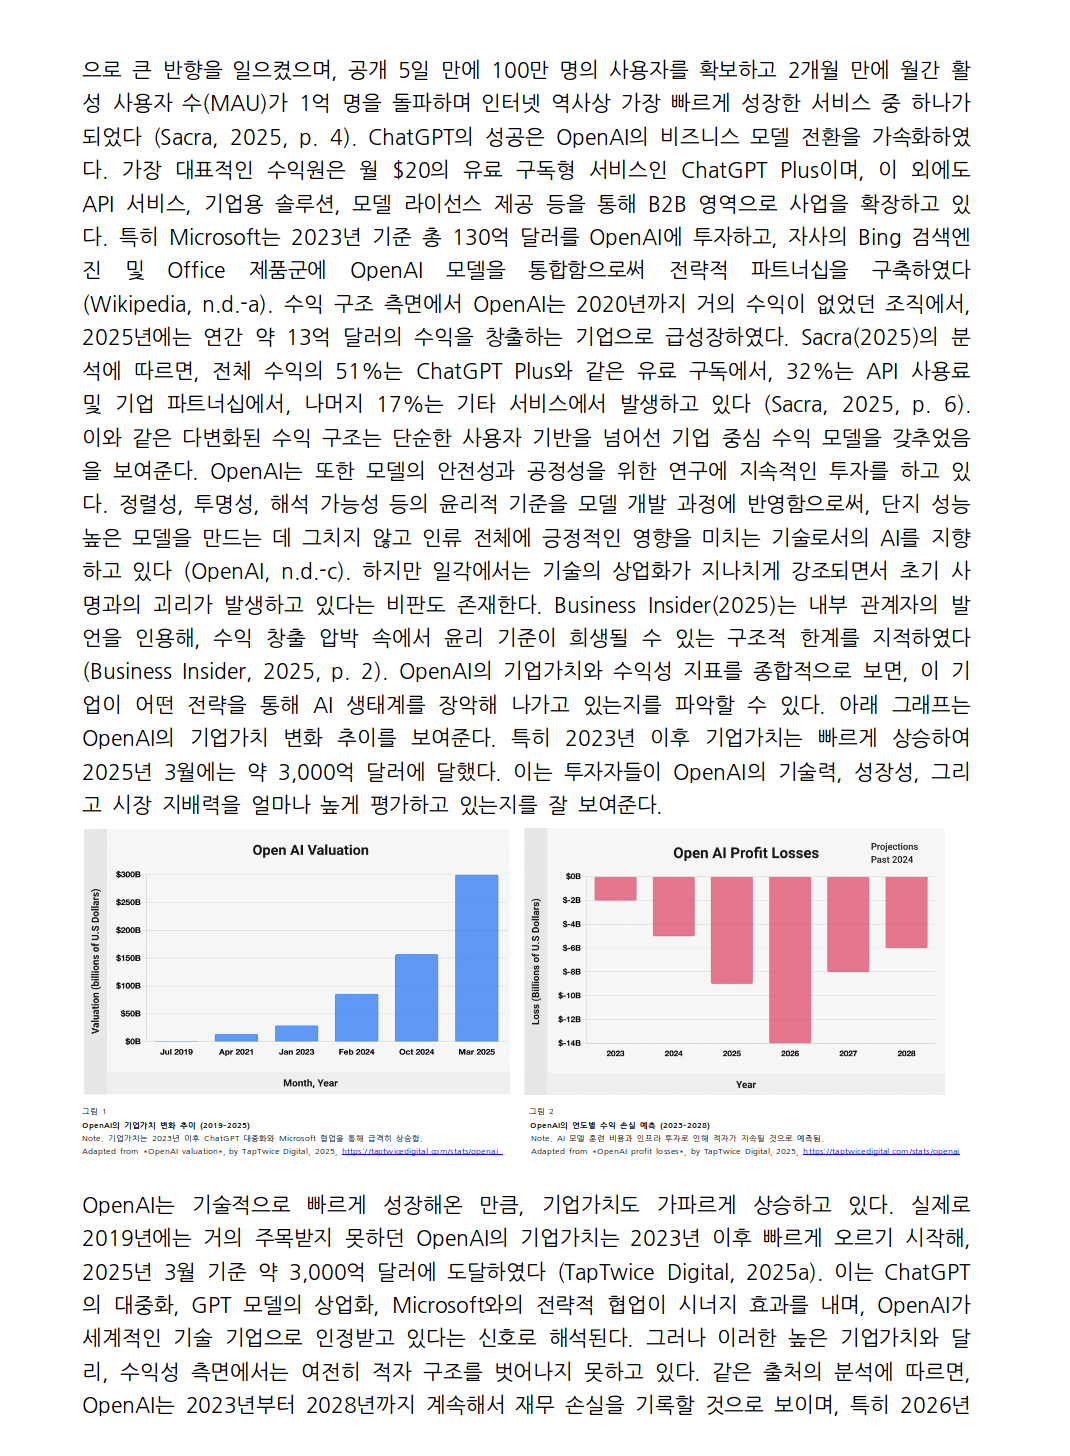 으로 큰 반향을 일으켰으며, 공개 5일 만에 100만 명의 사용자를 확보하고 2개월 만에 월간 활
성 사용자 수(MAU)가 1억 명을 돌파하며 인터넷 역사상 가장 빠르게 성장한 서비스 중 하나가
되었다 (Sacra, 2025, p. 4). ChatGPT의 성공은 OpenAI의 비즈니스 모델 전환을 가속화하였
다. 가장 대표적인 수익원은 월 $20의 유료 구독형 서비스인 ChatGPT Plus이며, 이 외에도
API 서비스, 기업용 솔루션, 모델 라이선스 제공 등을 통해 B2B 영역으로 사업을 확장하고 있
다. 특히 Microsoft는 2023년 기준 총 130억 달러를 OpenAI에 투자하고, 자사의 Bing 검색엔
진 및 Office 제품군에 OpenAI 모델을 통합함으로써 전략적 파트너십을 구축하였다
(Wikipedia, n.d.-a). 수익 구조 측면에서 OpenAI는 2020년까지 거의 수익이 없었던 조직에서,
2025년에는 연간 약 13억 달러의 수익을 창출하는 기업으로 급성장하였다. Sacra(2025)의 분
석에 따르면, 전체 수익의 51%는 ChatGPT Plus와 같은 유료 구독에서, 32%는 API 사용료
및 기업 파트너십에서, 나머지 17%는 기타 서비스에서 발생하고 있다 (Sacra, 2025, p. 6).
이와 같은 다변화된 수익 구조는 단순한 사용자 기반을 넘어선 기업 중심 수익 모델을 갖추었음
을 보여준다. OpenAI는 또한 모델의 안전성과 공정성을 위한 연구에 지속적인 투자를 하고 있
다. 정렬성, 투명성, 해석 가능성 등의 윤리적 기준을 모델 개발 과정에 반영함으로써, 단지 성능
높은 모델을 만드는 데 그치지 않고 인류 전체에 긍정적인 영향을 미치는 기술로서의 AI를 지향
하고 있다 (OpenAI, n.d.-c). 하지만 일각에서는 기술의 상업화가 지나치게 강조되면서 초기 사
명과의 괴리가 발생하고 있다는 비판도 존재한다. Business Insider(2025)는 내부 관계자의 발
언을 인용해, 수익 창출 압박 속에서 윤리 기준이 희생될 수 있는 구조적 한계를 지적하였다
(Business Insider, 2025, p. 2). OpenAI의 기업가치와 수익성 지표를 종합적으로 보면, 이 기
업이 어떤 전략을 통해 AI 생태계를 장악해 나가고 있는지를 파악할 수 있다. 아래 그래프는
OpenAI의 기업가치 변화 추이를 보여준다. 특히 2023년 이후 기업가치는 빠르게 상승하여
2025년 3월에는 약 3,000억 달러에 달했다. 이는 투자자들이 OpenAI의 기술력, 성장성, 그리
고 시장 지배력을 얼마나 높게 평가하고 있는지를 잘 보여준다.
Open AI Valuation
Valuation (billions of U.S Dollars)
$300B
$250B
$200B
$150B
$100B
$50B
$0B
Jul 2019 Apr 2021 Jan 2023 Feb 2024 Oct 2024 Mar 2025
Month, Year
Open AI Profit Losses
Projections
Past 2024
Loss (Billions of U.S Dollars)
$0B
$-2B
$-4B
$-6B
$-8B
$-10B
$-12B
$-14B
2023 2024 2025 2026 2027 2028
Year
그림 1
OpenAI의 기업가치 변화 추이 (2019-2025)
Note. 기업가치는 2023년 이후 ChatGPT 대중화와 Microsoft 협업을 통해 급격히 상승함.
Adapted from *OpenAI valuation*, by TapTwice Digital, 2025, https://taptwicedigital.com/stats/openai
그림 2
OpenAI의 연도별 수익 손실 예측 (2023-2028)
Note. AI 모델 훈련 비용과 인프라 투자로 인해 적자가 지속될 것으로 예측됨.
Adapted from *OpenAI profit losses*, by TapTwice Digital, 2025, https://taptwicedigital.com/stats/openai
OpenAI는 기술적으로 빠르게 성장해온 만큼, 기업가치도 가파르게 상승하고 있다. 실제로
2019년에는 거의 주목받지 못하던 OpenAI의 기업가치는 2023년 이후 빠르게 오르기 시작해,
2025년 3월 기준 약 3,000억 달러에 도달하였다 (TapTwice Digital, 2025a). 이는 ChatGPT
의 대중화, GPT 모델의 상업화, Microsoft와의 전략적 협업이 시너지 효과를 내며, OpenAI가
세계적인 기술 기업으로 인정받고 있다는 신호로 해석된다. 그러나 이러한 높은 기업가치와 달
리, 수익성 측면에서는 여전히 적자 구조를 벗어나지 못하고 있다. 같은 출처의 분석에 따르면,
OpenAI는 2023년부터 2028년까지 계속해서 재무 손실을 기록할 것으로 보이며, 특히 2026년